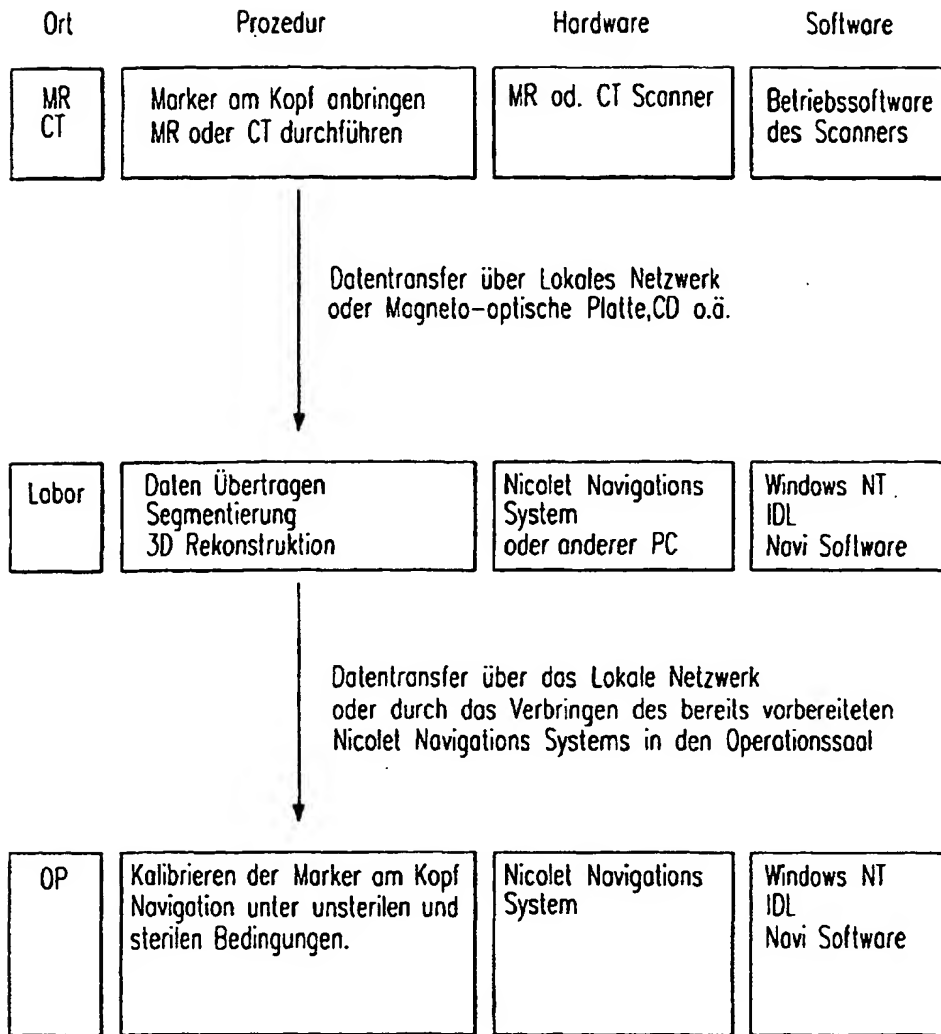 Ort Prozedur Hardware Software
MR
CT
Marker am Kopf anbringen
MR oder CT durchführen
MR od. CT Scanner
Betriebssoftware
des Scanners
Datentransfer über Lokales Netzwerk
oder Magneto-optische Platte,CD o.ä.
Labor
Daten Übertragen
Segmentierung
3D Rekonstruktion
Nicolet Navigations
System
oder anderer PC
Windows NT
IDL
Navi Software
Datentransfer über das Lokale Netzwerk
oder durch das Verbringen des bereits vorbereiteten
Nicolet Navigations Systems in den Operationssaal
OP
Kalibrieren der Marker am Kopf
Navigation unter unsterilen und
sterilen Bedingungen.
Nicolet Navigations
System
Windows NT
IDL
Navi Software